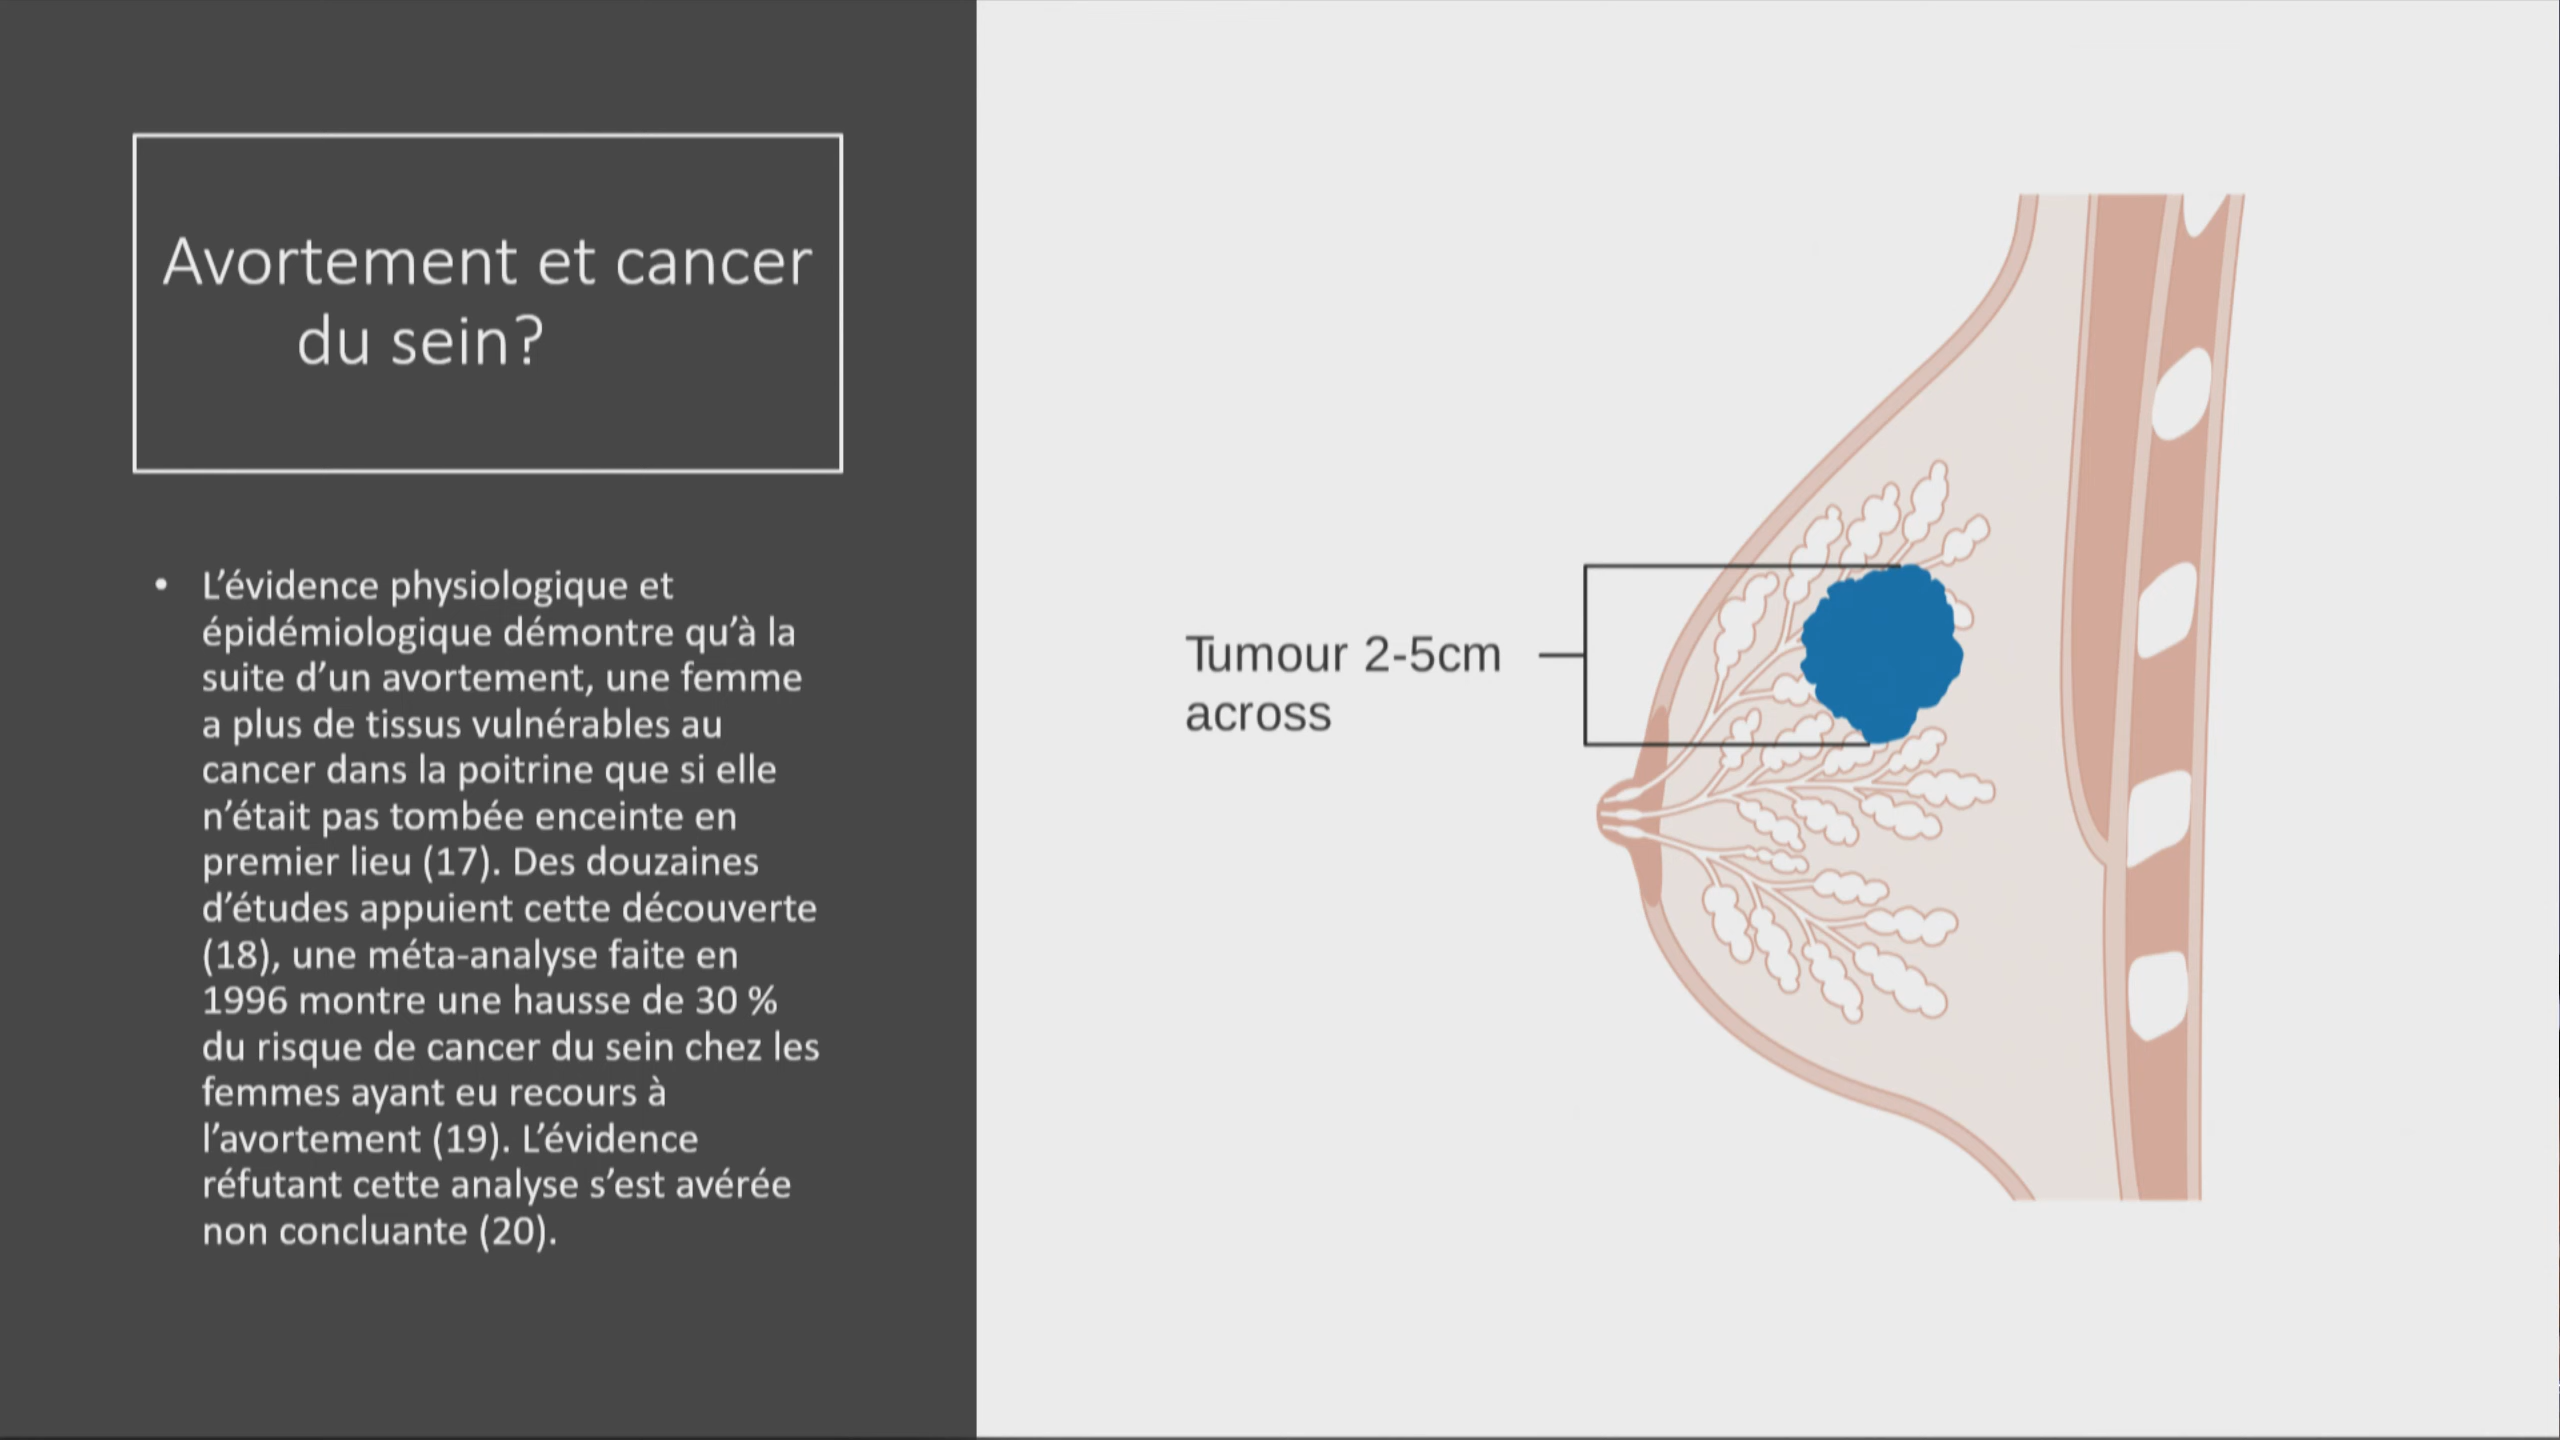 Avortement et cancer
du sein?
• L’évidence physiologique et
épidémiologique démontre qu’à la
suite d’un avortement, une femme
a plus de tissus vulnérables au
cancer dans la poitrine que si elle
n’était pas tombée enceinte en
premier lieu (17). Des douzaines
d’études appuient cette découverte
(18), une méta-analyse faite en
1996 montre une hausse de 30 %
du risque de cancer du sein chez les
femmes ayant eu recours à
l’avortement (19). L’évidence
réfutant cette analyse s’est avérée
non concluante (20).
Tumour 2-5cm
across